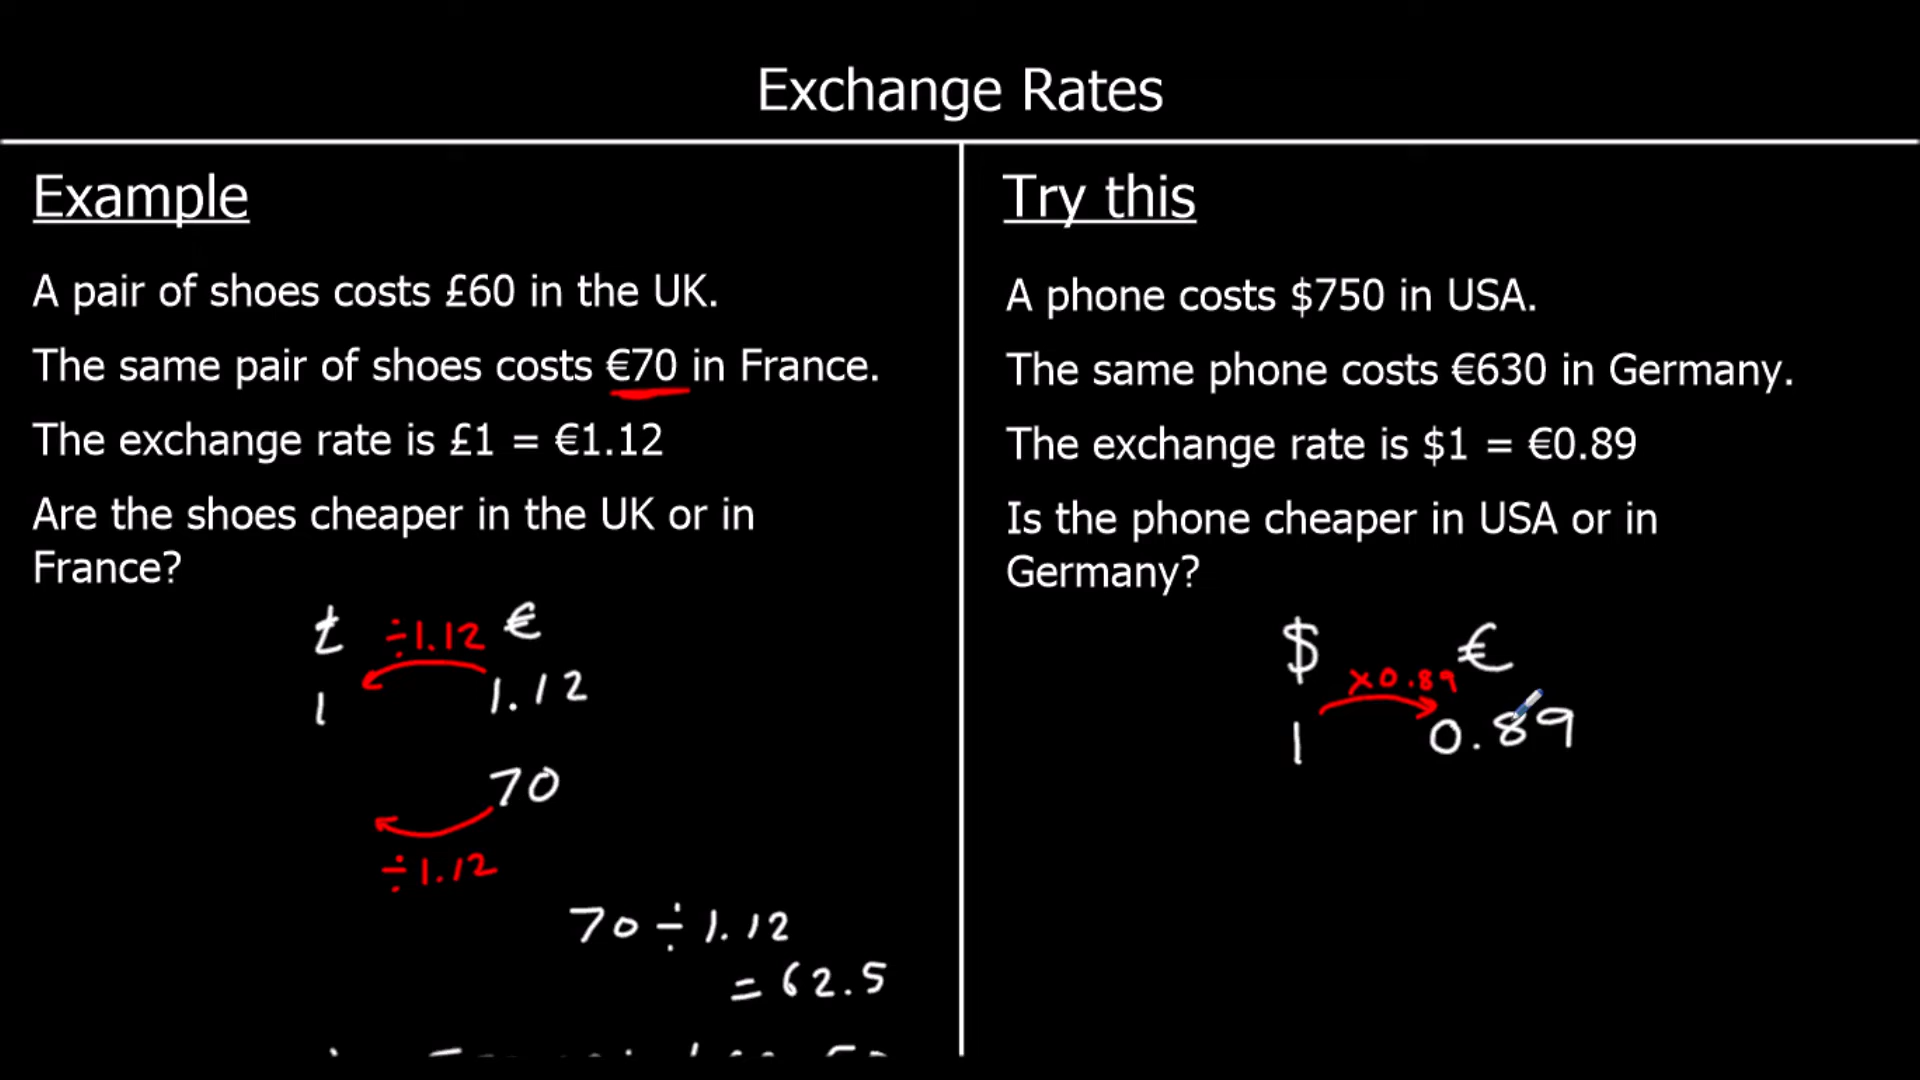 Exchange Rates
Example
A pair of shoes costs £60 in the UK.
The same pair of shoes costs €70 in France.
The exchange rate is £1 = €1.12
Are the shoes cheaper in the UK or in
France?
£ ÷1.12 €
1 1.12
70
÷1.12
70 ÷ 1.12
= 62.5
Try this
A phone costs $750 in USA.
The same phone costs €630 in Germany.
The exchange rate is $1 = €0.89
Is the phone cheaper in USA or in
Germany?
$ €
×0.89
1 0.89